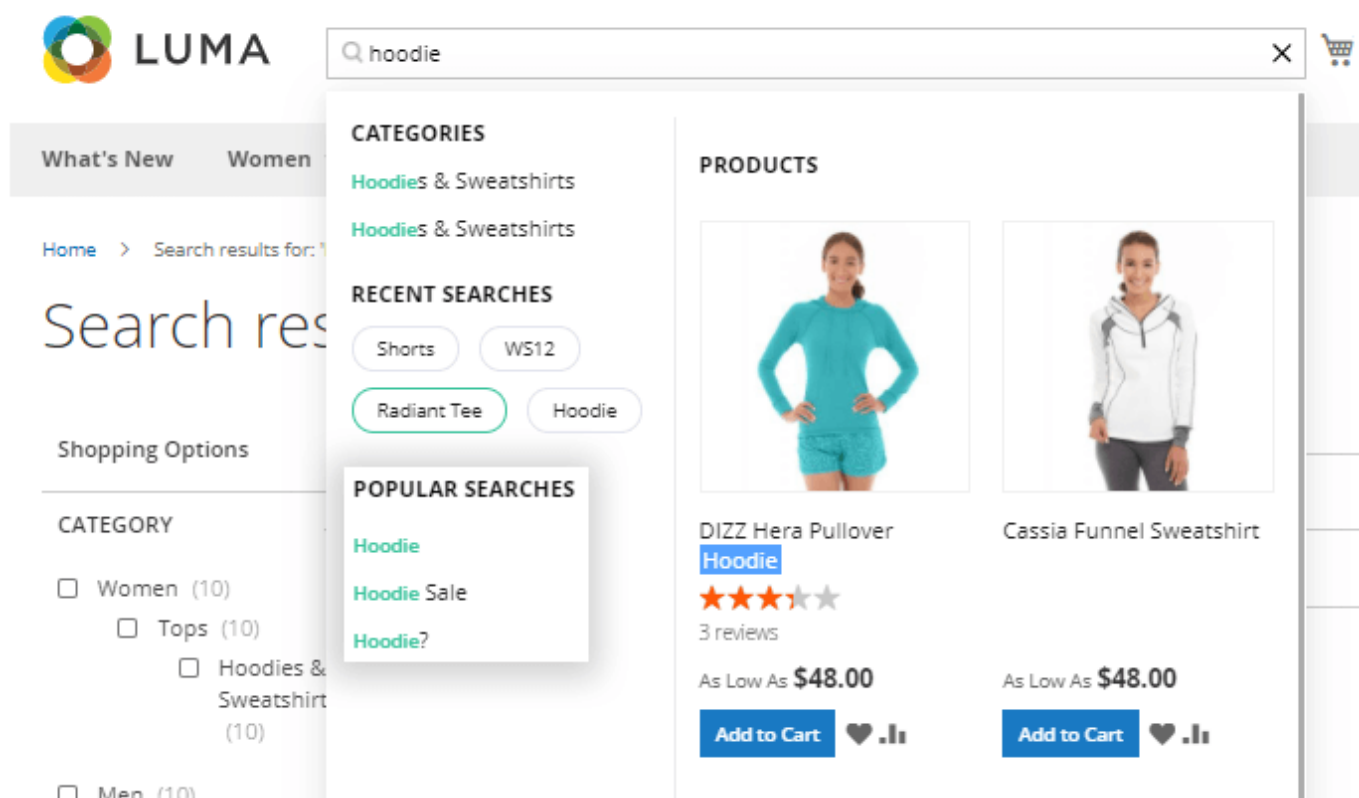 LUMA
hoodie
What's New
Women
Home > Search results for: '
Search res
Shopping Options
CATEGORY
Women (10)
Tops (10)
Hoodies &
Sweatshirt
(10)
Men (10)
CATEGORIES
Hoodies & Sweatshirts
Hoodies & Sweatshirts
RECENT SEARCHES
Shorts
WS12
Radiant Tee
Hoodie
POPULAR SEARCHES
Hoodie
Hoodie Sale
Hoodie?
PRODUCTS
DIZZ Hera Pullover
Hoodie
3 reviews
As Low As $48.00
Add to Cart
Cassia Funnel Sweatshirt
As Low As $48.00
Add to Cart